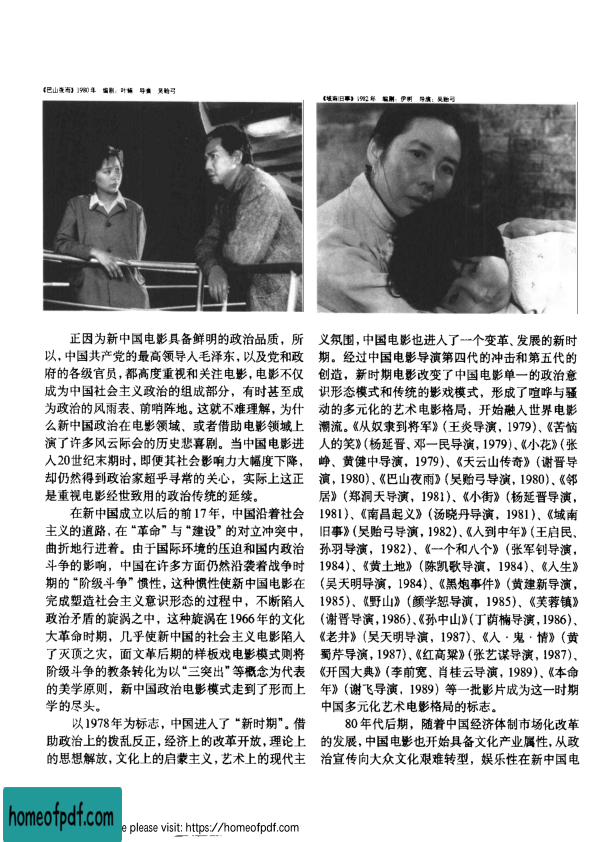 《巴山夜雨》1980年 编剧：叶楠 导演 吴贻弓
《城南旧事》1982年 编剧：伊明 导演：吴贻弓
正因为新中国电影具备鲜明的政治品质，所
以，中国共产党的最高领导人毛泽东，以及党和政
府的各级官员，都高度重视和关注电影，电影不仅
成为中国社会主义政治的组成部分，有时甚至成
为政治的风雨表、前哨阵地。这就不难理解，为什
么新中国政治在电影领域、或者借助电影领域上
演了许多风云际会的历史悲喜剧。当中国电影进
入20世纪末期时，即便其社会影响力大幅度下降，
却仍然得到政治家超乎寻常的关心，实际上这正
是重视电影经世致用的政治传统的延续。
在新中国成立以后的前17年，中国沿着社会
主义的道路，在“革命”与“建设”的对立冲突中，
曲折地行进着。由于国际环境的压迫和国内政治
斗争的影响，中国在许多方面仍然沿袭着战争时
期的“阶级斗争”惯性，这种惯性使新中国电影在
完成塑造社会主义意识形态的过程中，不断陷入
政治矛盾的旋涡之中，这种旋涡在1966年的文化
大革命时期，几乎使新中国的社会主义电影陷入
了灭顶之灾，面文革后期的样板戏电影模式则将
阶级斗争的教条转化为以“三突出”等概念为代表
的美学原则，新中国政治电影模式走到了形而上
学的尽头。
以1978年为标志，中国进入了“新时期”。借
助政治上的拨乱反正，经济上的改革开放，理论上
的思想解放，文化上的启蒙主义，艺术上的现代主
义氛围，中国电影也进入了一个变革、发展的新时
期。经过中国电影导演第四代的冲击和第五代的
创造，新时期电影改变了中国电影单一的政治意
识形态模式和传统的影戏模式，形成了喧哗与骚
动的多元化的艺术电影格局，开始融入世界电影
潮流。《从奴隶到将军》（王炎导演，1979）、《苦恼
人的笑》（杨延晋、邓一民导演，1979）、《小花》（张
峥、黄健中导演，1979）、《天云山传奇》（谢晋导
演，1980）、《巴山夜雨》（吴贻弓导演，1980）、《邻
居》（郑洞天导演，1981）、《小街》（杨延晋导演，
1981）、《南昌起义》（汤晓丹导演，1981）、《城南
旧事》（吴贻弓导演，1982）、《人到中年》（王启民、
孙羽导演，1982）、《一个和八个》（张军钊导演，
1984）、《黄土地》（陈凯歌导演，1984）、《人生》
（吴天明导演，1984）、《黑炮事件》（黄建新导演，
1985）、《野山》（颜学恕导演，1985）、《芙蓉镇》
（谢晋导演，1986）、《孙中山》（丁荫楠导演，1986）、
《老井》（吴天明导演，1987）、《人·鬼·情》（黄
蜀芹导演，1987）、《红高粱》（张艺谋导演，1987）、
《开国大典》（李前宽、肖桂云导演，1989）、《本命
年》（谢飞导演，1989）等一批影片成为这一时期
中国多元化艺术电影格局的标志。
80年代后期，随着中国经济体制市场化改革
的发展，中国电影也开始具备文化产业属性，从政
治宣传向大众文化艰难转型，娱乐性在新中国电
homeofpdf.com
e please visit: https://homeofpdf.com